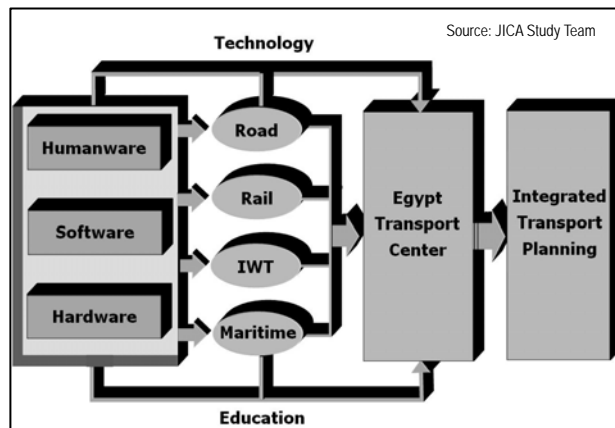 Source: JICA Study Team
Technology
Humanware
Software
Hardware
Road
Rail
IWT
Maritime
Egypt
Transport
Center
Integrated
Transport
Planning
Education